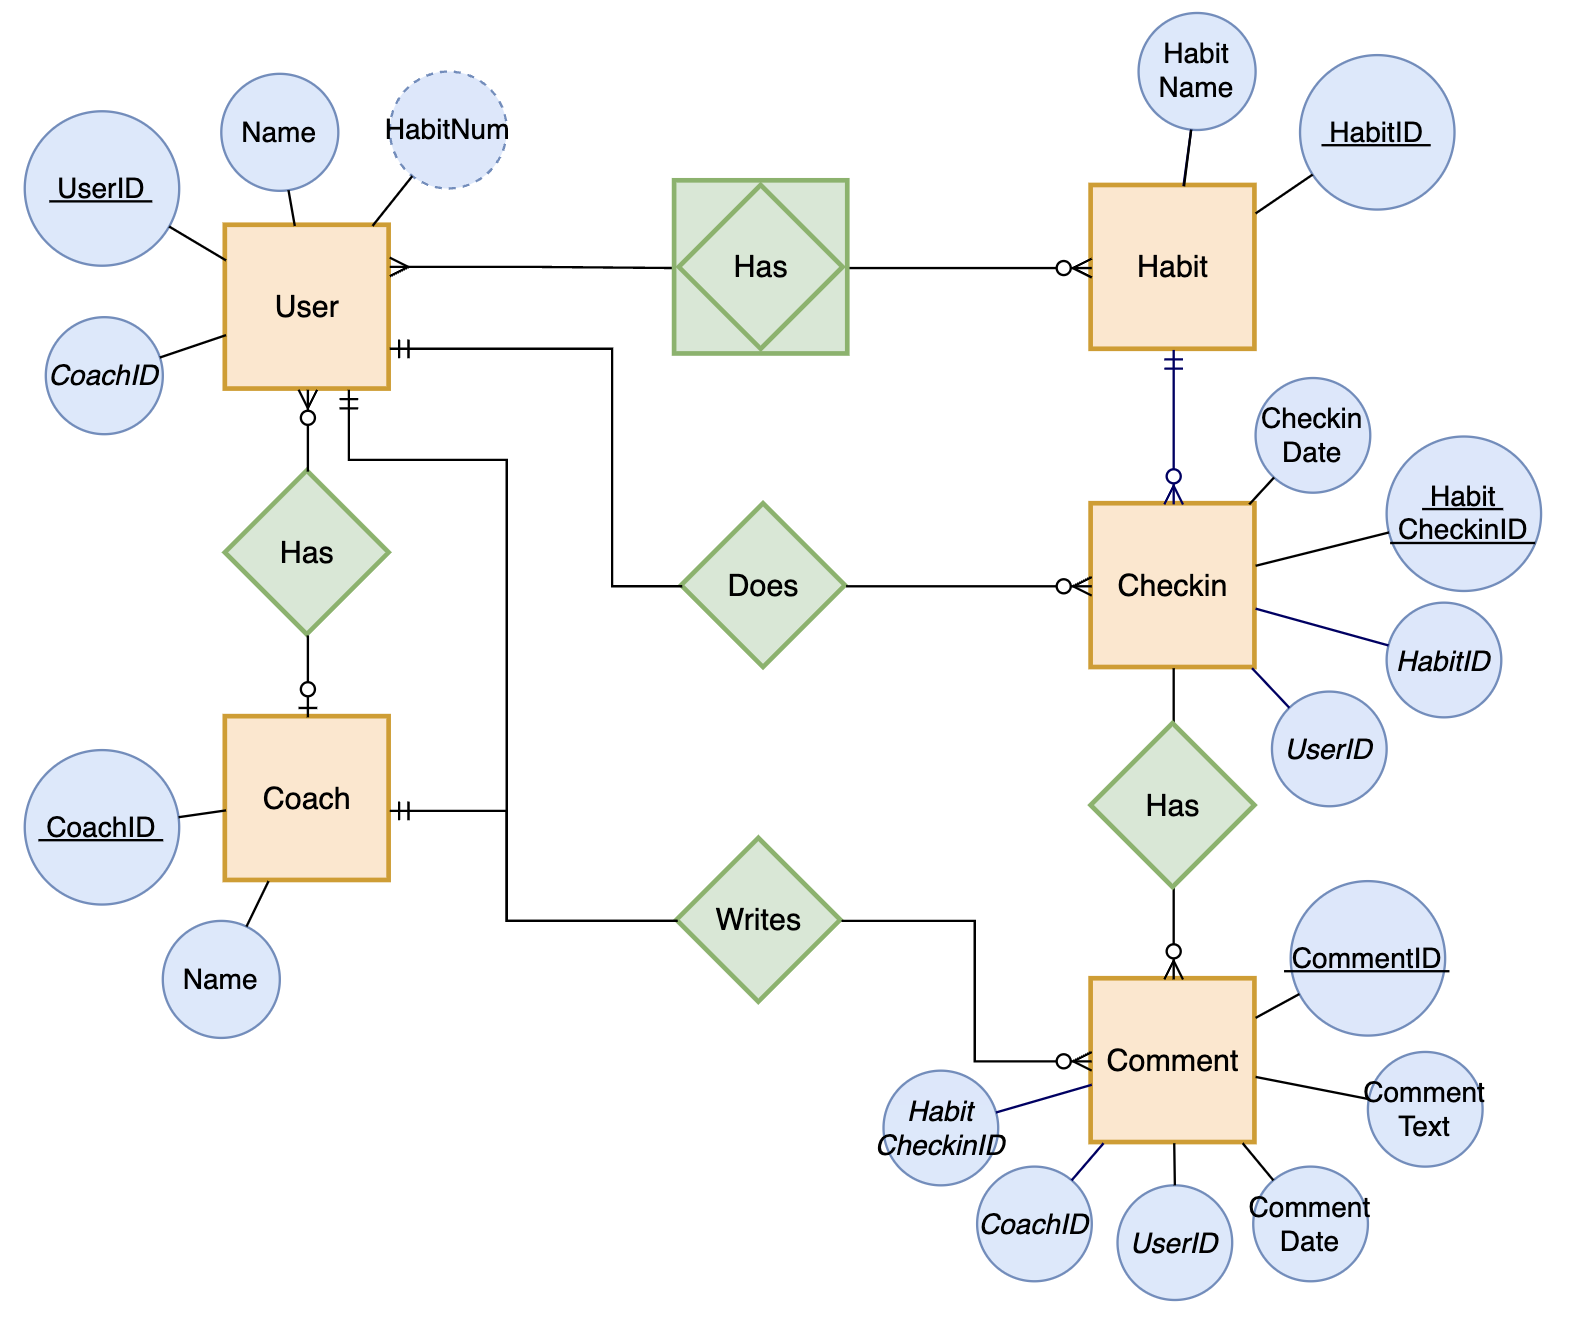 Habit
Name
Name
HabitNum
HabitID
UserID
Has
Habit
User
CoachID
Checkin
Date
Habit
CheckinID
Has
Does
Checkin
HabitID
UserID
Coach
Has
CoachID
Writes
Name
CommentID
Comment
Comment
Text
Habit
CheckinID
CoachID
UserID
Comment
Date